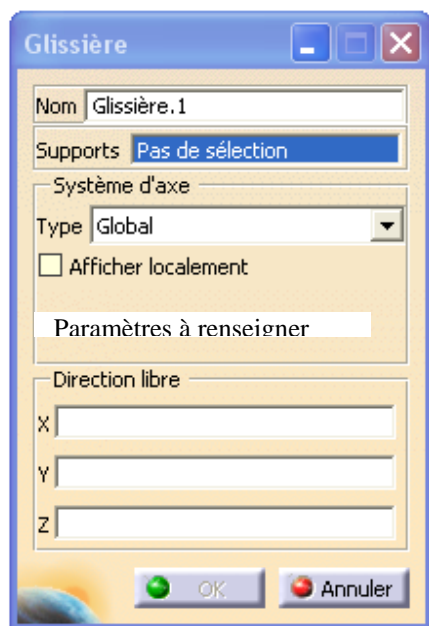 Glissière
Nom Glissière.1
Supports Pas de sélection
Système d'axe
Type Global
Afficher localement
Paramètres à renseigner
Direction libre
X
Y
Z
OK Annuler